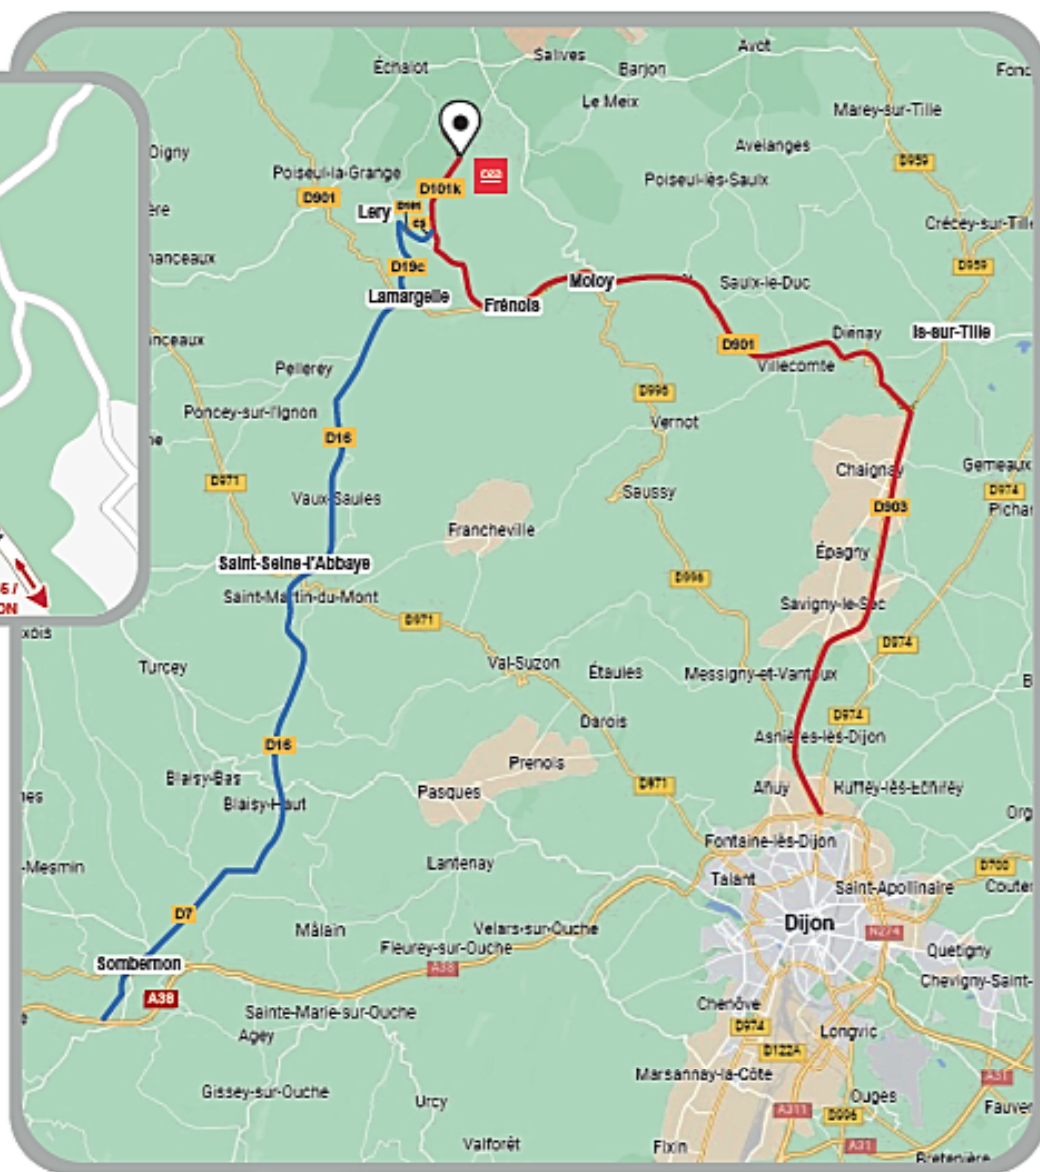 Salives
Avot
Échalot
Barjon
Le Meix
Marey-sur-Tille
Avelanges
D959
Poiseul-la-Grange
cea
Poiseul-lès-Saulx
D101k
D901
Lery
Crécey-sur-Tille
D19c
D959
Lamargelle
Moloy
Saulx-le-Duc
Frénois
Diénay
Is-sur-Tille
D901
Villecomte
Pellerey
D996
Poncey-sur-l'Ignon
Vernot
D16
Chaignay
Gemeaux
D971
Saussy
D974
Vaux-Saules
D903
Francheville
Épagny
Saint-Seine-l'Abbaye
D996
Saint-Martin-du-Mont
Savigny-le-Sec
D971
D974
Turcey
Val-Suzon
Étaules
Messigny-et-Vantoux
Darois
D974
D16
Asnières-lès-Dijon
Blaisy-Bas
Prenois
D971
Blaisy-Haut
Pasques
Ahuy
Ruffey-lès-Echirey
Fontaine-lès-Dijon
-Mesmin
Lantenay
D700
Talant
Saint-Apollinaire
D7
Mâlain
Velars-sur-Ouche
Dijon
N274
Fleurey-sur-Ouche
Quetigny
Sombernon
A38
Chevigny-Saint-
A38
Sainte-Marie-sur-Ouche
Chenôve
Agey
D974
Longvic
D122A
Marsannay-la-Côte
A31
Gissey-sur-Ouche
Ouges
Urcy
A311
D996
Valforêt
Fixin
A31
Bretenière